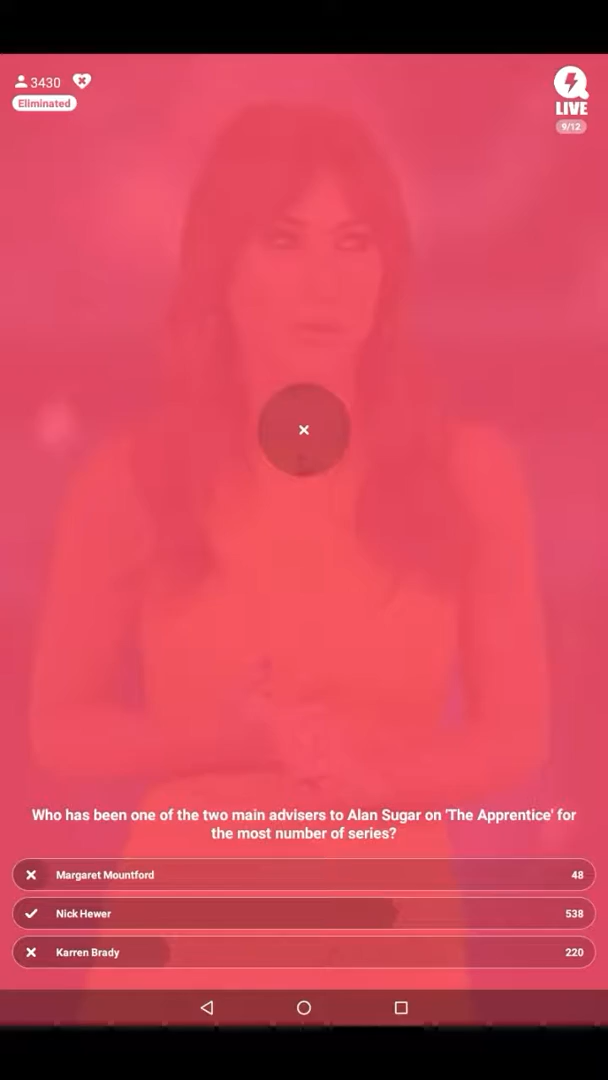 3430
Eliminated
LIVE
9/12
Who has been one of the two main advisers to Alan Sugar on 'The Apprentice' for
the most number of series?
Margaret Mountford 48
Nick Hewer 538
Karren Brady 220